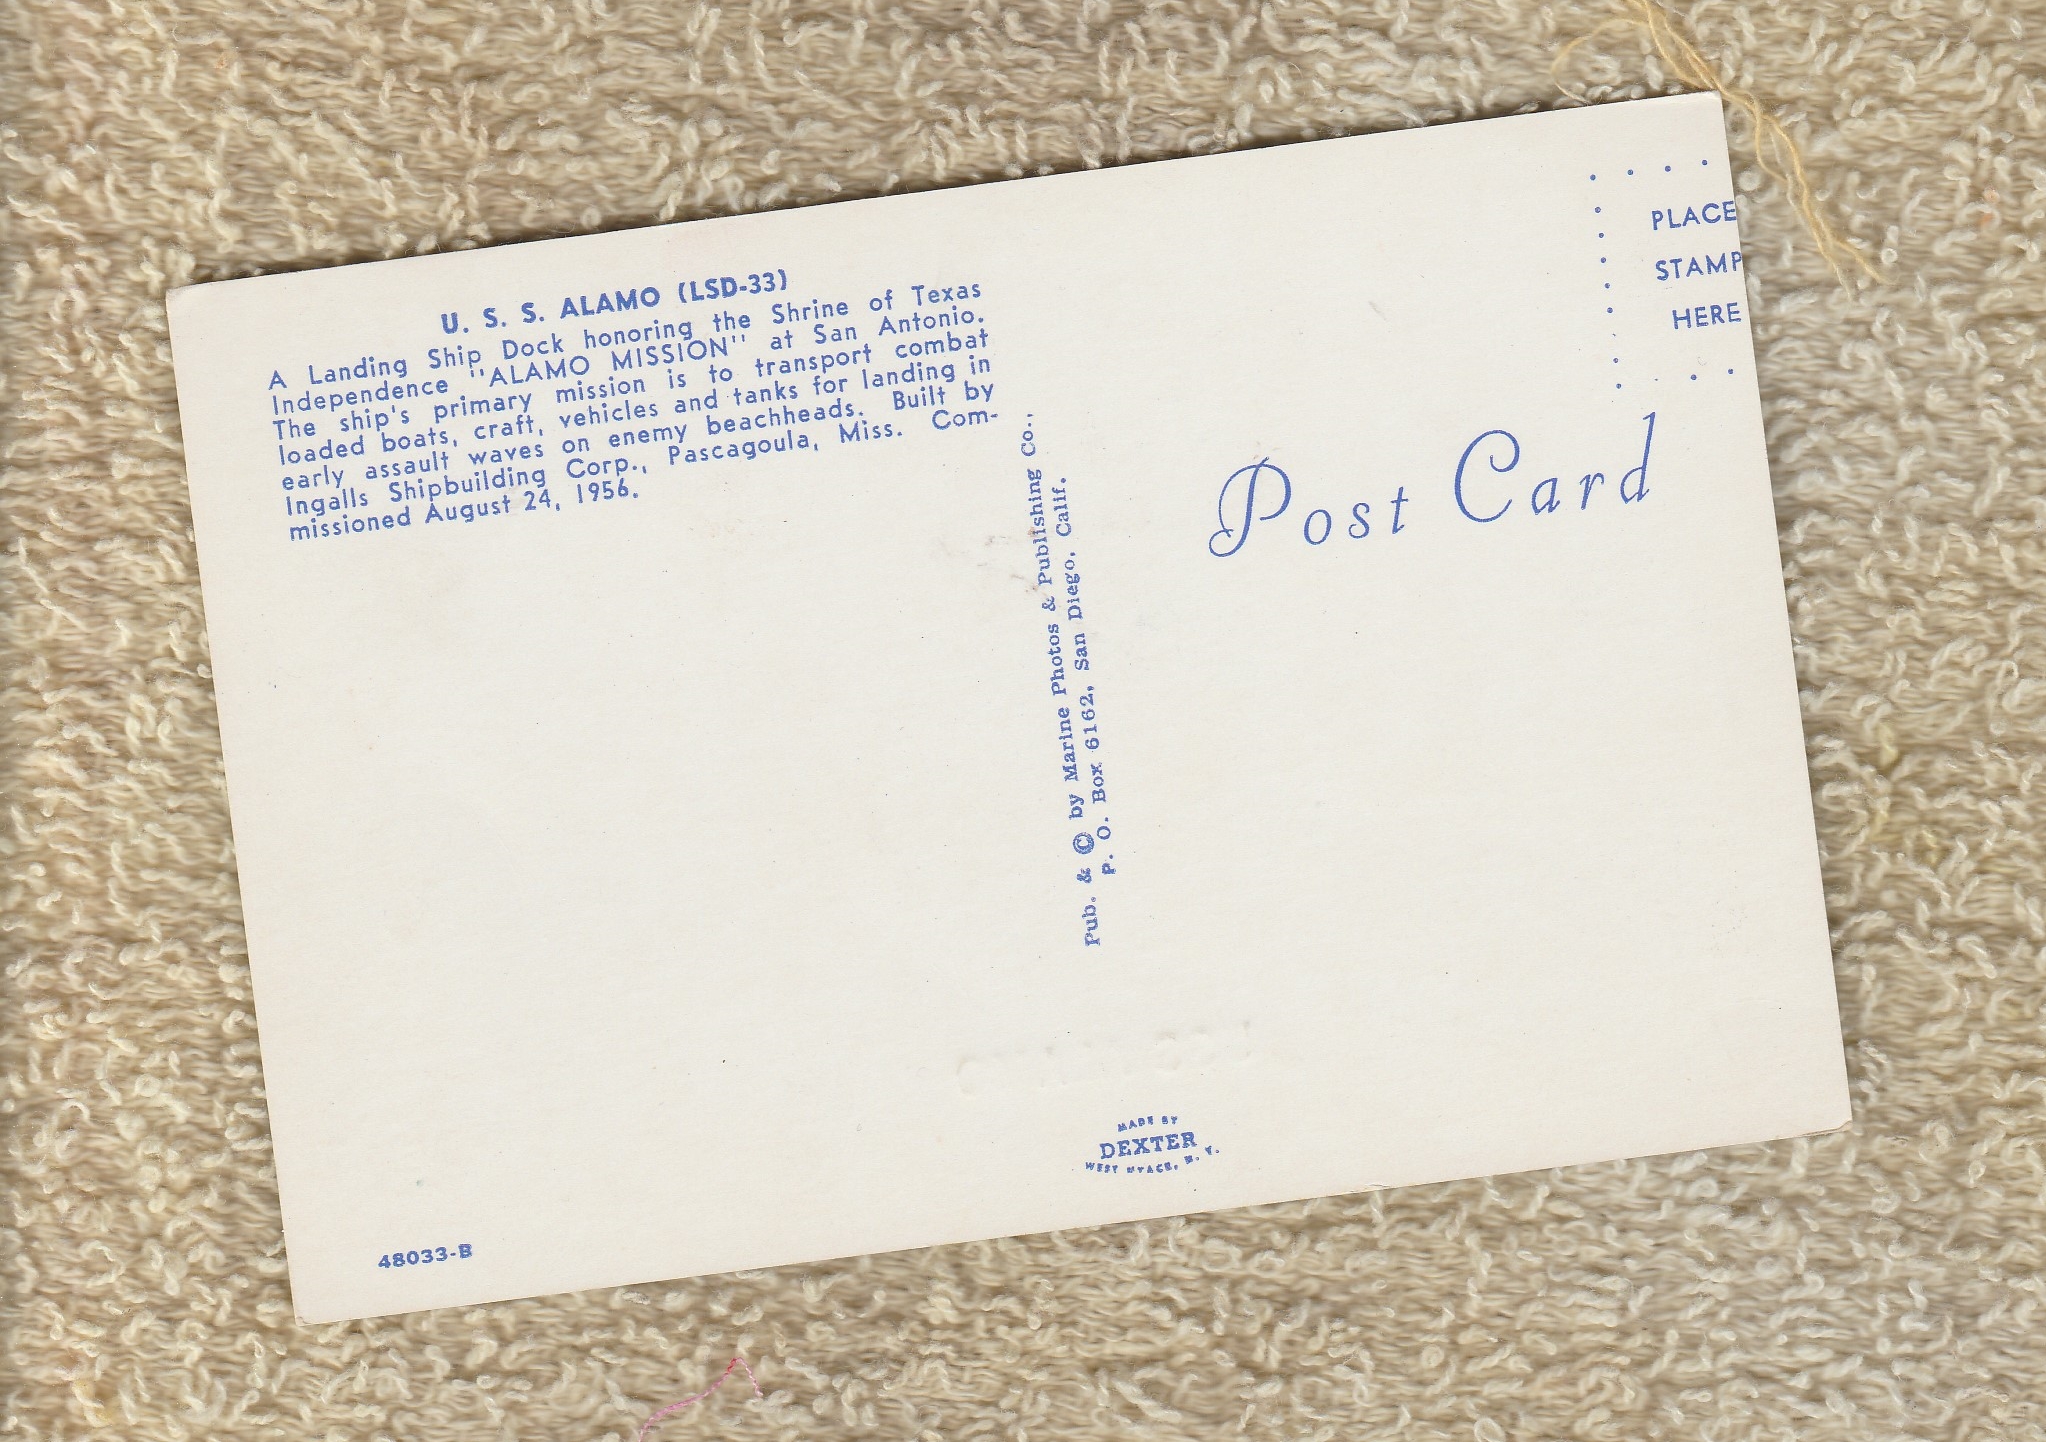 U. S. S. ALAMO (LSD-33)
A Landing Ship Dock honoring the Shrine of Texas
Independence "ALAMO MISSION" at San Antonio.
The ship's primary mission is to transport combat
loaded boats, craft, vehicles and tanks for landing in
early assault waves on enemy beachheads. Built by
Ingalls Shipbuilding Corp., Pascagoula, Miss. Com-
missioned August 24, 1956.
Pub. & © by Marine Photos & Publishing Co.,
P. O. Box 6162, San Diego. Calif.
PLACE
STAMP
HERE
Post Card
MADE BY
DEXTER
WEST NYACK, N. Y.
48033-B